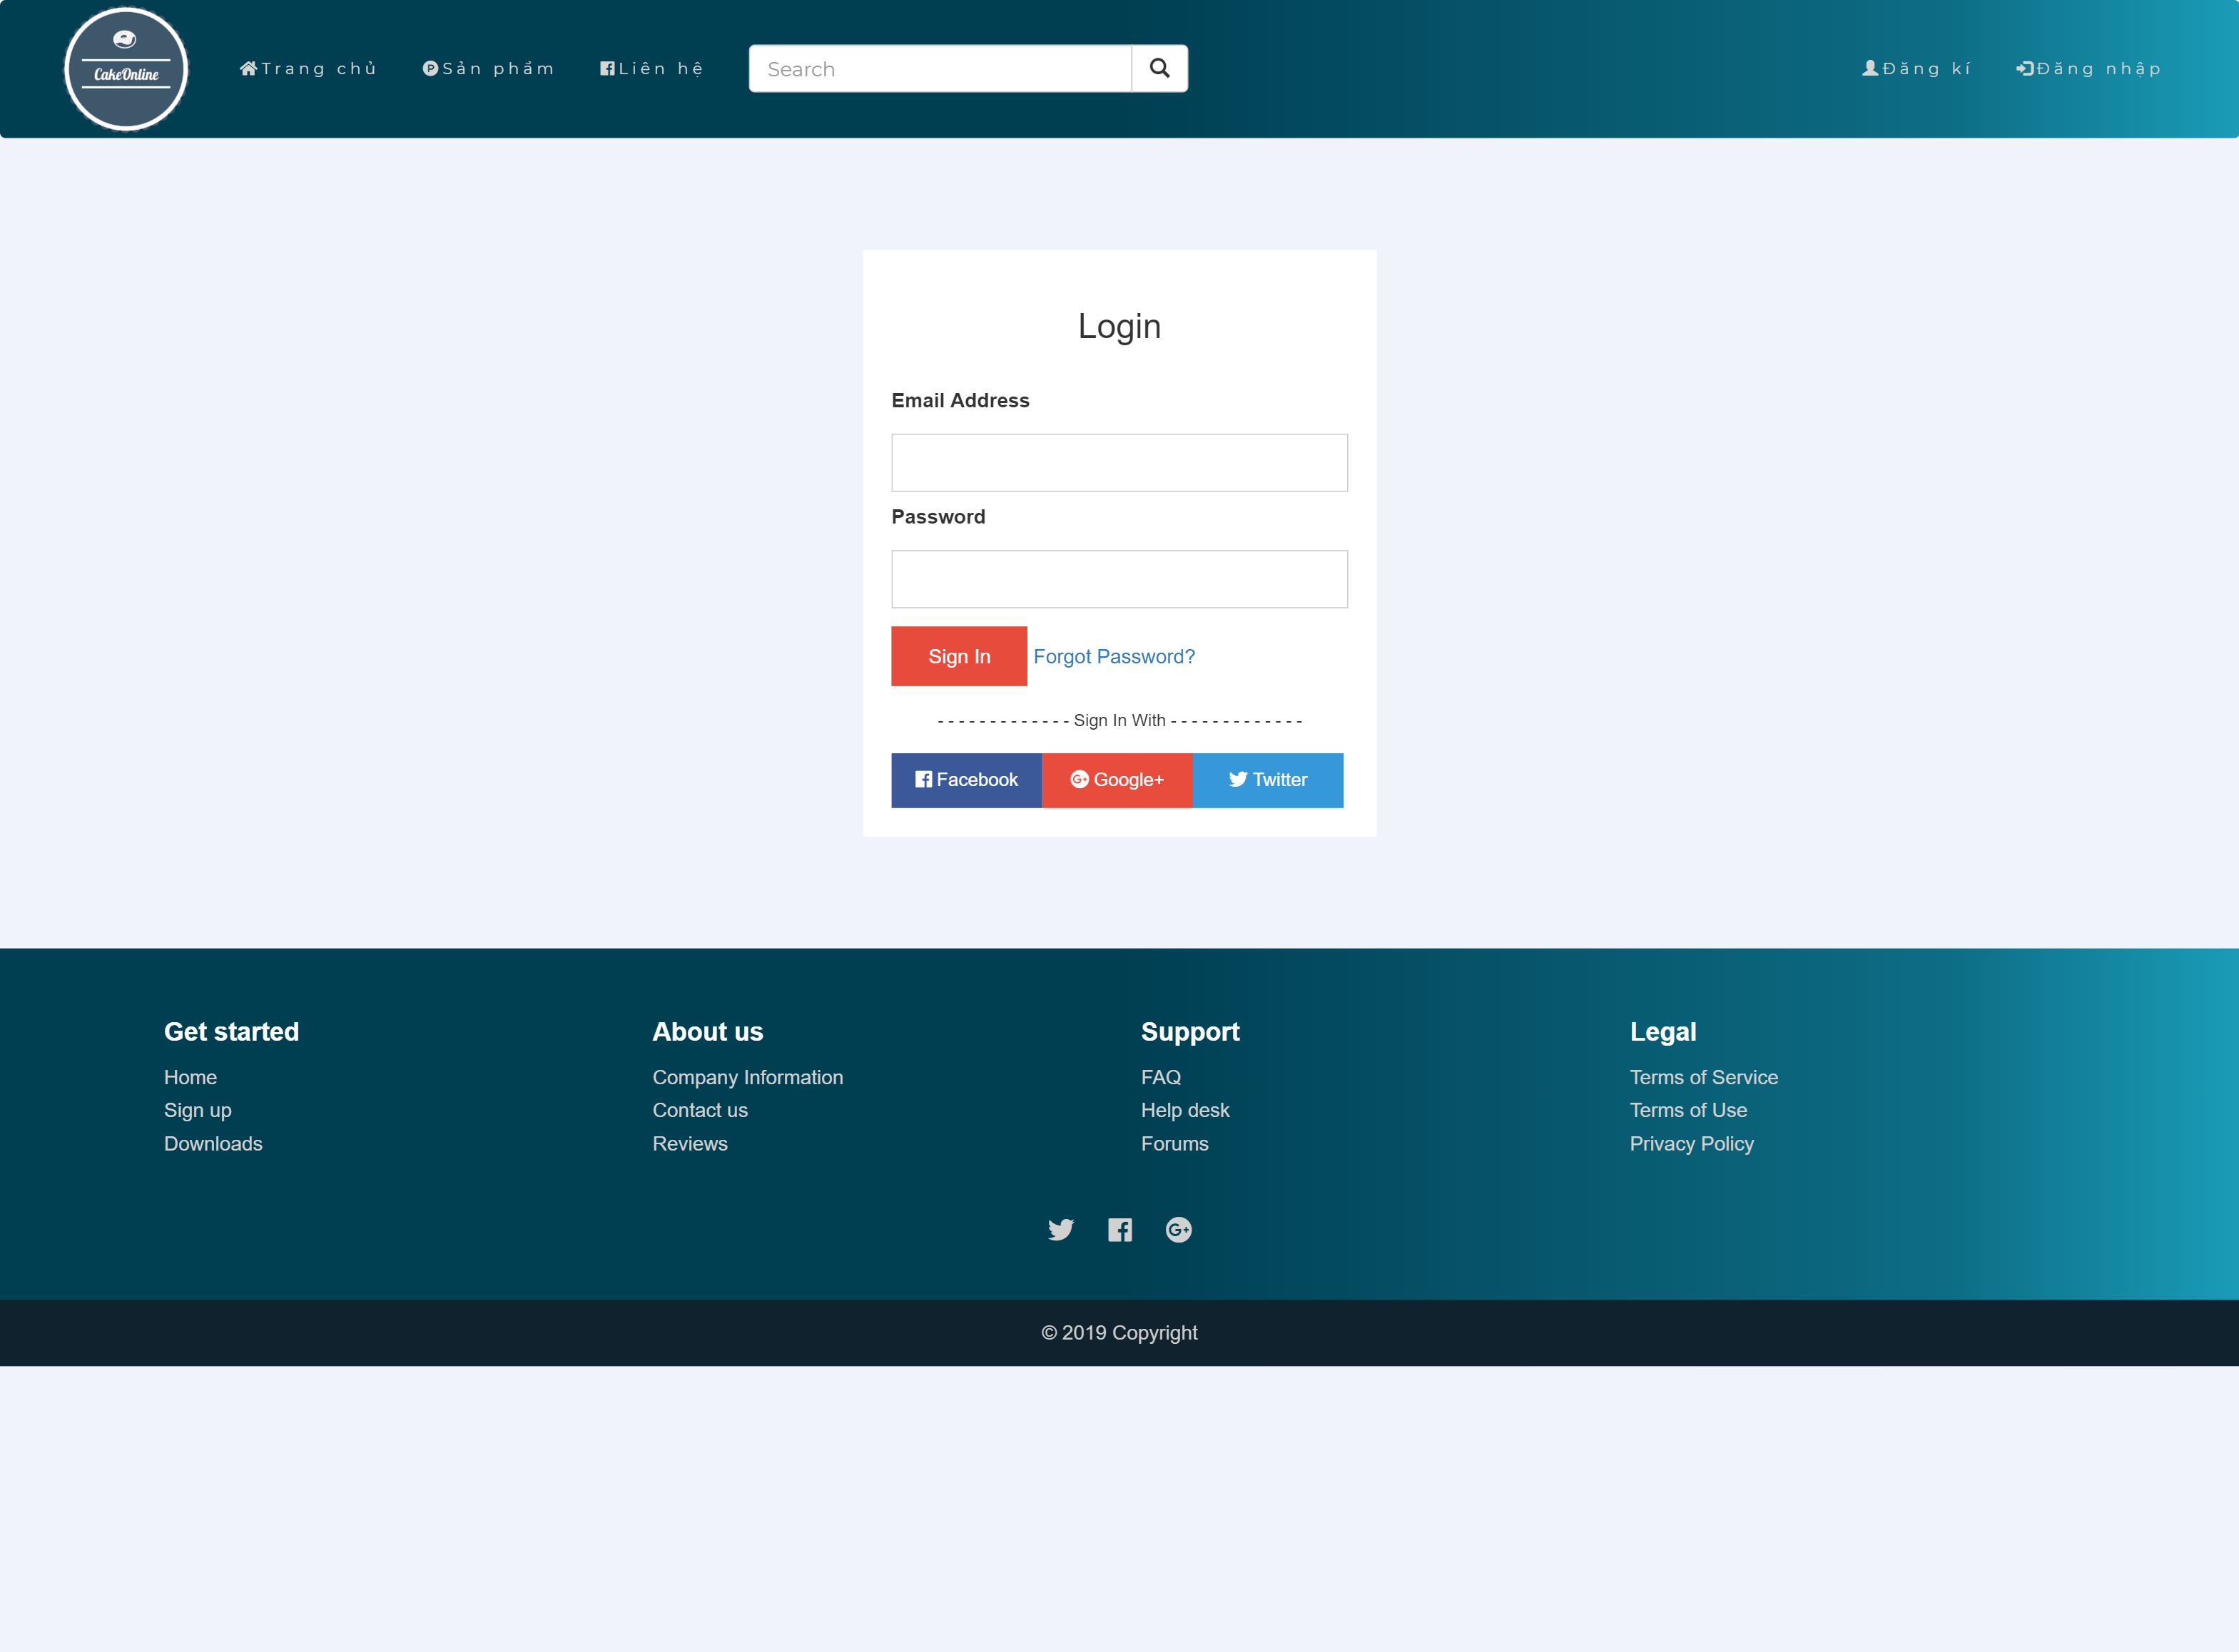 CakeOnline
Trang chủ
Sản phẩm
Liên hệ
Search
Đăng kí
Đăng nhập
Login
Email Address
Password
Sign In
Forgot Password?
- - - - - - - - - - - - - Sign In With - - - - - - - - - - - - -
Facebook
Google+
Twitter
Get started
Home
Sign up
Downloads
About us
Company Information
Contact us
Reviews
Support
FAQ
Help desk
Forums
Legal
Terms of Service
Terms of Use
Privacy Policy
© 2019 Copyright